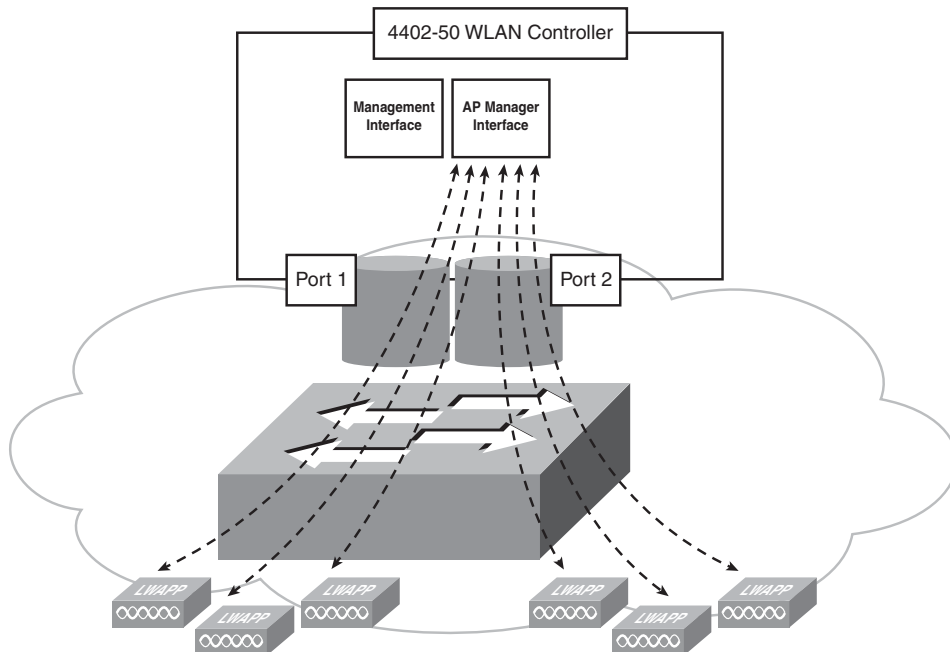 4402-50 WLAN Controller
Management
Interface
AP Manager
Interface
Port 1
Port 2
LWAPP
LWAPP
LWAPP
LWAPP
LWAPP
LWAPP